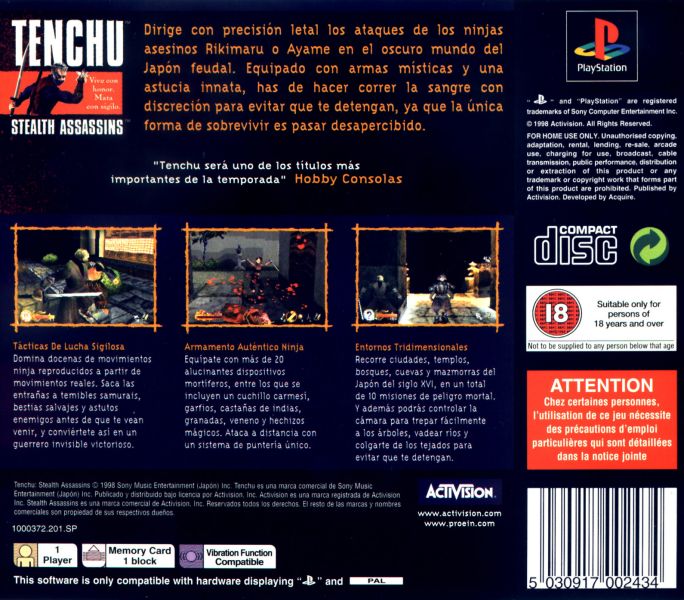 TENCHU™
Vive con
honor.
Mata
con sigilo.
STEALTH ASSASSINS™
Dirige con precisión letal los ataques de los ninjas
asesinos Rikimaru o Ayame en el oscuro mundo del
Japón feudal. Equipado con armas místicas y una
astucia innata, has de hacer correr la sangre con
discreción para evitar que te detengan, ya que la única
forma de sobrevivir es pasar desapercibido.
"Tenchu será uno de los títulos más
importantes de la temporada" Hobby Consolas
PlayStation
" " and "PlayStation" are registered
trademarks of Sony Computer Entertainment Inc.
© 1998 Activision. All Rights Reserved.
FOR HOME USE ONLY. Unauthorised copying,
adaptation, rental, lending, re-sale, arcade
use, charging for use, broadcast, cable
transmission, public performance, distribution
or extraction of this product or any
trademark or copyright work that forms part
of this product are prohibited. Published by
Activision. Developed by Acquire.
COMPACT
disc
18
Suitable only for
persons of
18 years and over
Not to be supplied to any person below that age
ATTENTION
Chez certaines personnes,
l'utilisation de ce jeu nécessite
des précautions d'emploi
particulières qui sont détaillées
dans la notice jointe
Tácticas De Lucha Sigilosa
Domina docenas de movimientos
ninja reproducidos a partir de
movimientos reales. Saca las
entrañas a temibles samurais,
bestias salvajes y astutos
enemigos antes de que te vean
venir, y conviértete así en un
guerrero invisible victorioso.
Armamento Auténtico Ninja
Equípate con más de 20
alucinantes dispositivos
mortíferos, entre los que se
incluyen un cuchillo carmesí,
garfios, castañas de indias,
granadas, veneno y hechizos
mágicos. Ataca a distancia con
un sistema de puntería único.
Entornos Tridimensionales
Recorre ciudades, templos,
bosques, cuevas y mazmorras del
Japón del siglo XVI, en un total
de 10 misiones de peligro mortal.
Y además podrás controlar la
cámara para trepar fácilmente
a los árboles, vadear ríos y
colgarte de los tejados para
evitar que te detengan.
Tenchu: Stealth Assassins © 1998 Sony Music Entertainment (Japón) Inc. Tenchu es una marca comercial de Sony Music
Entertainment (Japón) Inc. Publicado y distribuido bajo licencia por Activision, Inc. Activision es una marca registrada de Activision
Inc. Stealth Assassins es una marca comercial de Activision, Inc. Reservados todos los derechos. El resto de las marcas y nombres
comerciales son propiedad de sus respectivos dueños.
1000372.201.SP
ACTIVISION
www.activision.com
www.proein.com
1
Player
Memory Card
1 block
Vibration Function
Compatible
This software is only compatible with hardware displaying " " and PAL
5 030917 002434